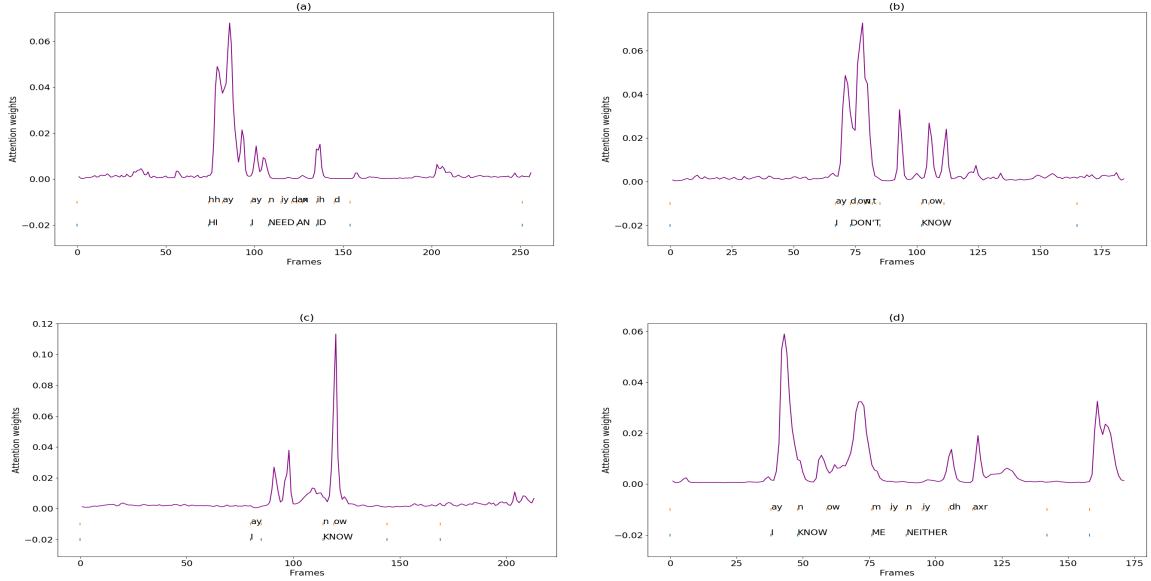 (a)
0.06
0.04
0.02
0.00
−0.02
Attention weights
hh ay ay n iy d ih d
HI I NEED AN ID
0 50 100 150 200 250
Frames
(b)
0.06
0.04
0.02
0.00
−0.02
Attention weights
ay d ow t n ow
I DON'T KNOW
0 25 50 75 100 125 150 175
Frames
(c)
0.12
0.10
0.08
0.06
0.04
0.02
0.00
−0.02
Attention weights
ay n ow
I KNOW
0 50 100 150 200
Frames
(d)
0.06
0.04
0.02
0.00
−0.02
Attention weights
ay n ow m iy n iy dh axr
I KNOW ME NEITHER
0 25 50 75 100 125 150 175
Frames